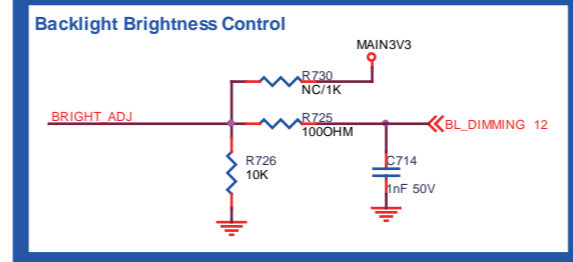 Backlight Brightness Control
MAIN3V3
R730
NC/1K
BRIGHT_ADJ
R725
100OHM
BL_DIMMING 12
R726
10K
C714
1nF 50V